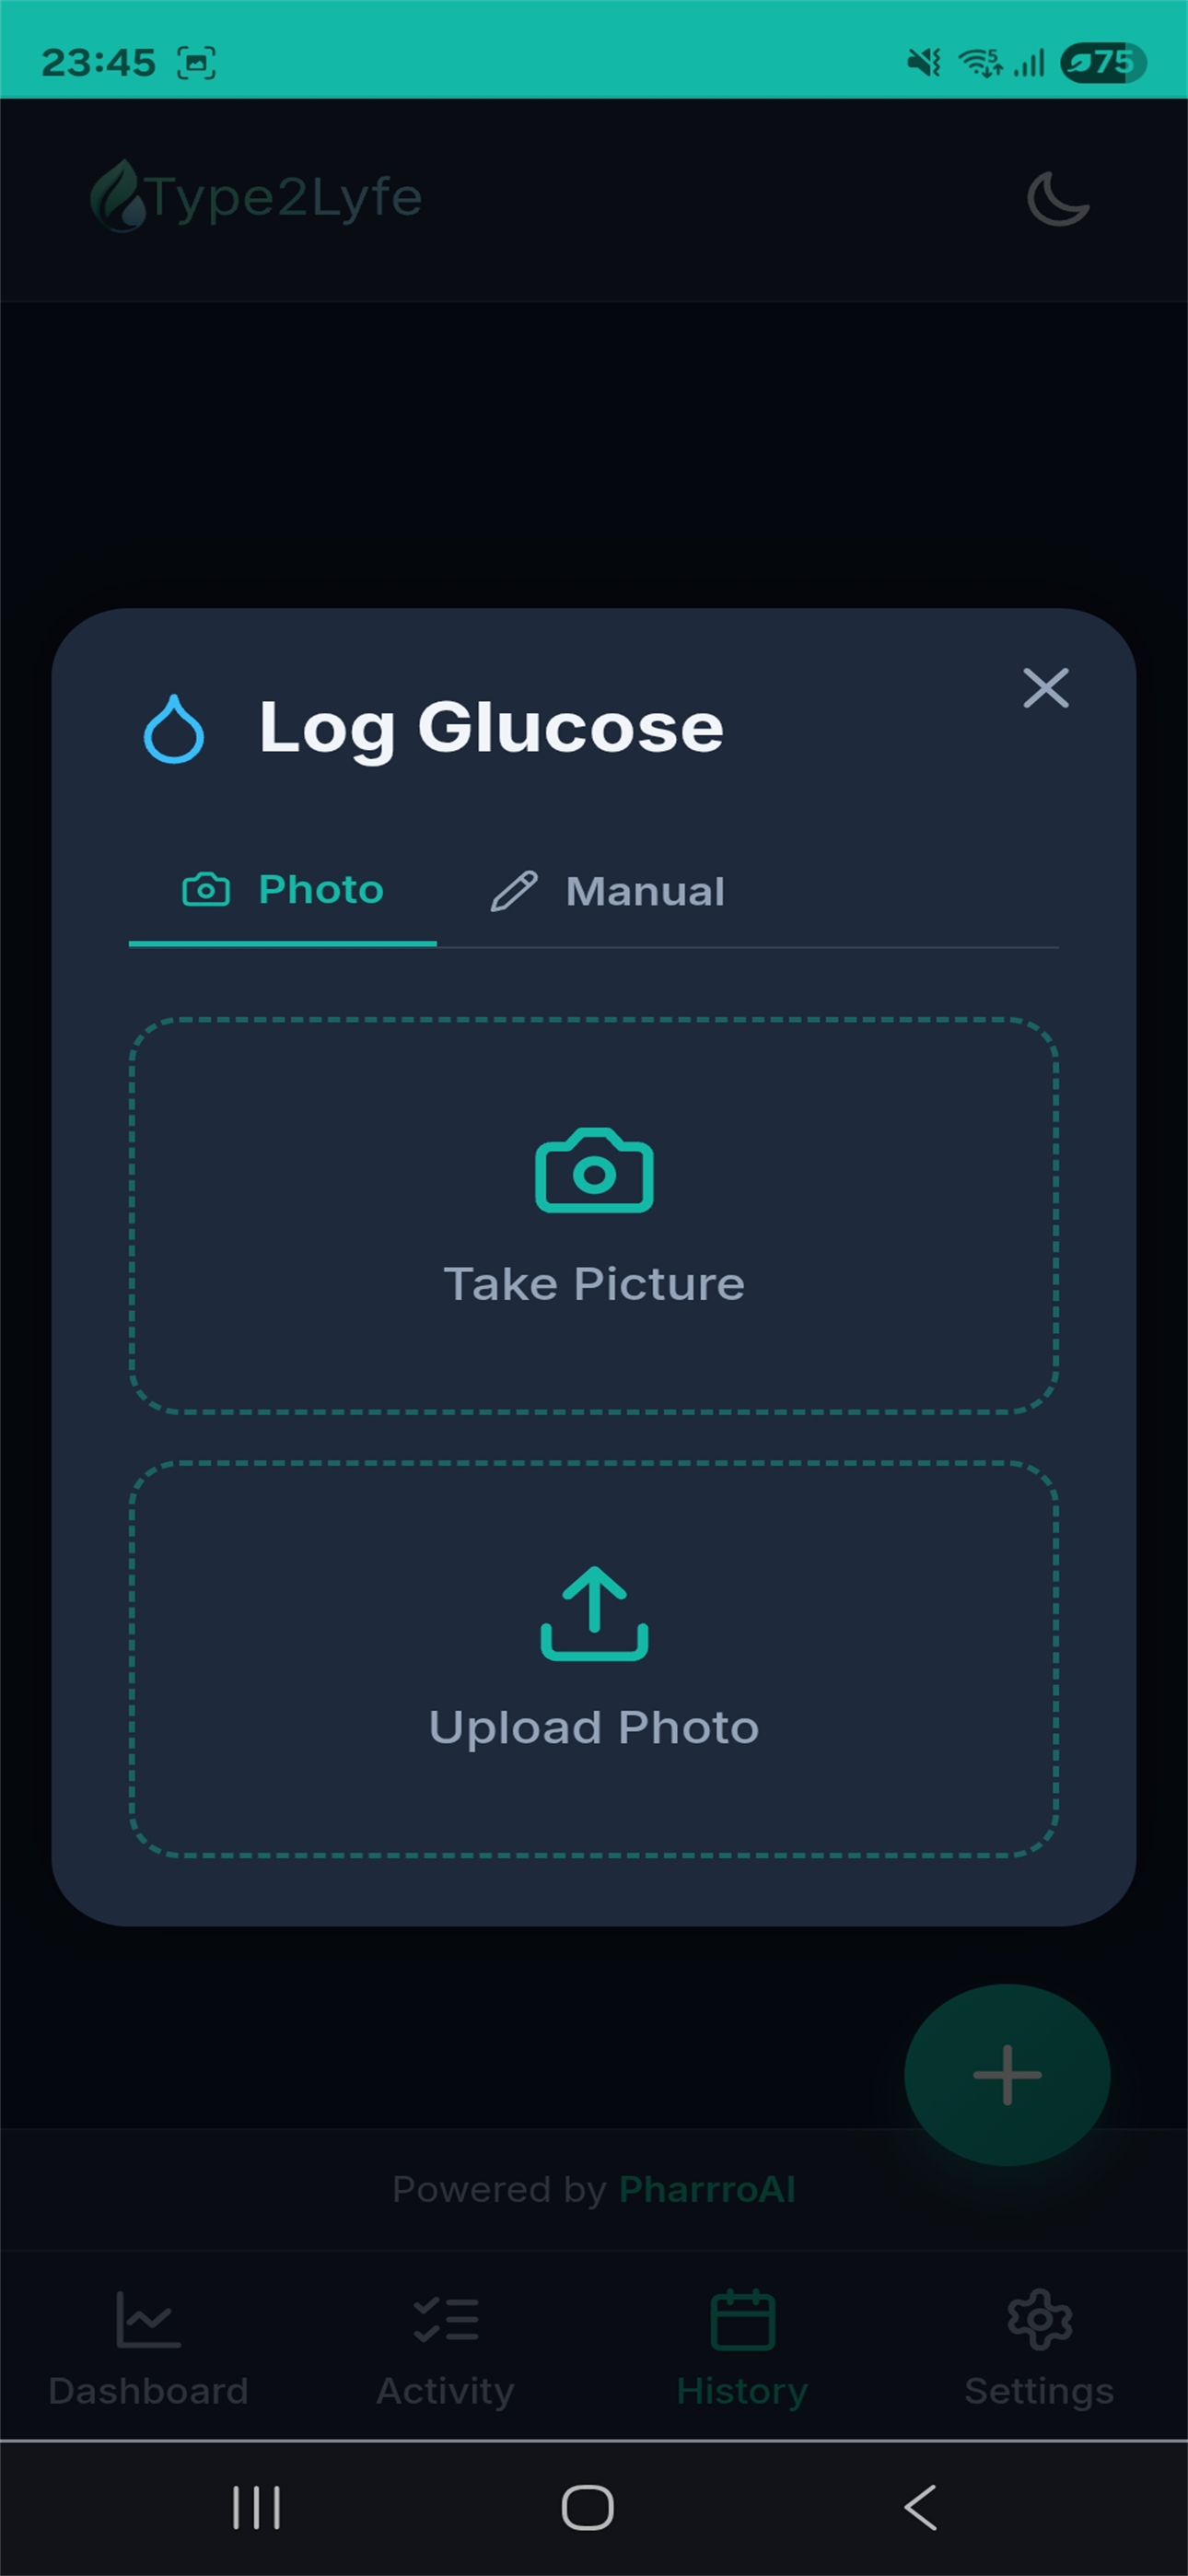 23:45
75
Type2Lyfe
Log Glucose
Photo
Manual
Take Picture
Upload Photo
Powered by PharrroAI
Dashboard
Activity
History
Settings